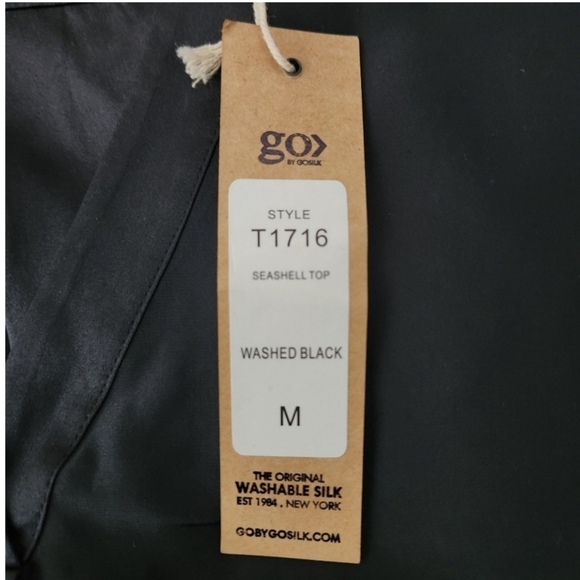 go>
BY GOSILK
STYLE
T1716
SEASHELL TOP
WASHED BLACK
M
THE ORIGINAL
WASHABLE SILK
EST 1984 . NEW YORK
GOBYGOSILK.COM